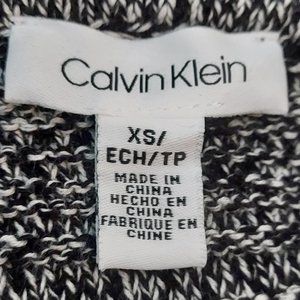 Calvin Klein
XS/
ECH/TP
MADE IN
CHINA
HECHO EN
CHINA
FABRIQUE EN
CHINE